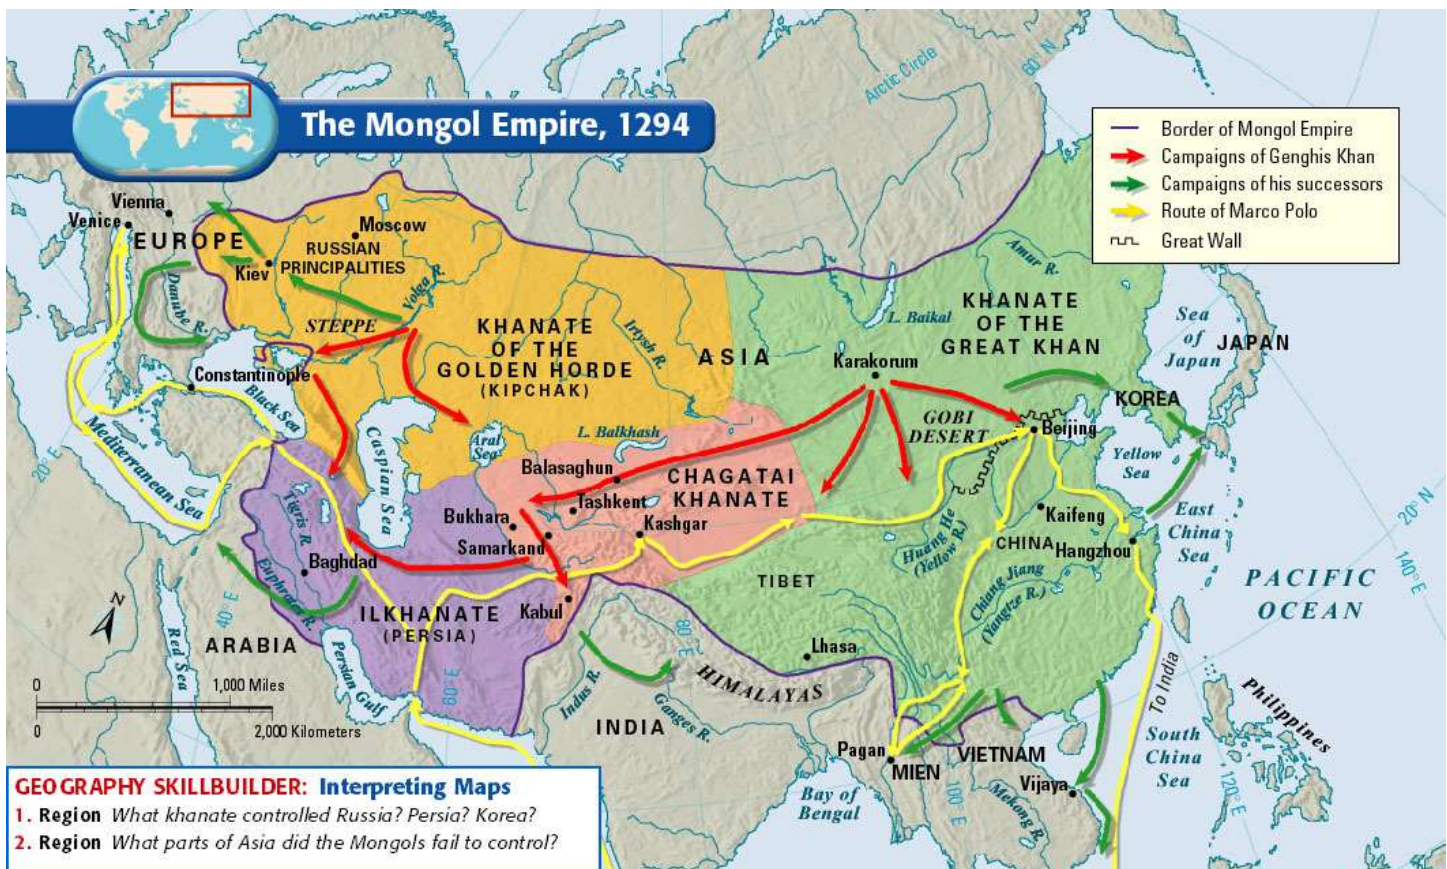 The Mongol Empire, 1294
Border of Mongol Empire
Campaigns of Genghis Khan
Campaigns of his successors
Route of Marco Polo
Great Wall
Arctic Circle
60° N
Vienna
Venice
EUROPE
Moscow
RUSSIAN
PRINCIPALITIES
Kiev
Danube R.
Volga R.
STEPPE
KHANATE
OF THE
GOLDEN HORDE
(KIPCHAK)
Irtysh R.
ASIA
L. Baikal
Amur R.
KHANATE
OF THE
GREAT KHAN
Sea
of
Japan
JAPAN
Karakorum
Constantinople
Black Sea
KOREA
GOBI
DESERT
Beijing
Mediterranean Sea
20° E
Caspian Sea
Aral
Sea
L. Balkhash
Balasaghun
CHAGATAI
KHANATE
Yellow
Sea
Tashkent
Bukhara
Kashgar
Samarkand
Tigris R.
Baghdad
Euphrates R.
Huang He
(Yellow R.)
Kaifeng
CHINA
Hangzhou
East
China
Sea
20° N
140° E
PACIFIC
OCEAN
TIBET
Chiang Jiang
(Yangtze R.)
Kabul
ILKHANATE
(PERSIA)
N
40° E
ARABIA
Red Sea
Persian Gulf
60° E
80° E
Lhasa
HIMALAYAS
Indus R.
Ganges R.
INDIA
To India
Philippines
0
1,000 Miles
0
2,000 Kilometers
Pagan
MIEN
VIETNAM
Vijaya
South
China
Sea
Bay of
Bengal
100° E
Mekong R.
120° E
GEOGRAPHY SKILLBUILDER: Interpreting Maps
1. Region What khanate controlled Russia? Persia? Korea?
2. Region What parts of Asia did the Mongols fail to control?